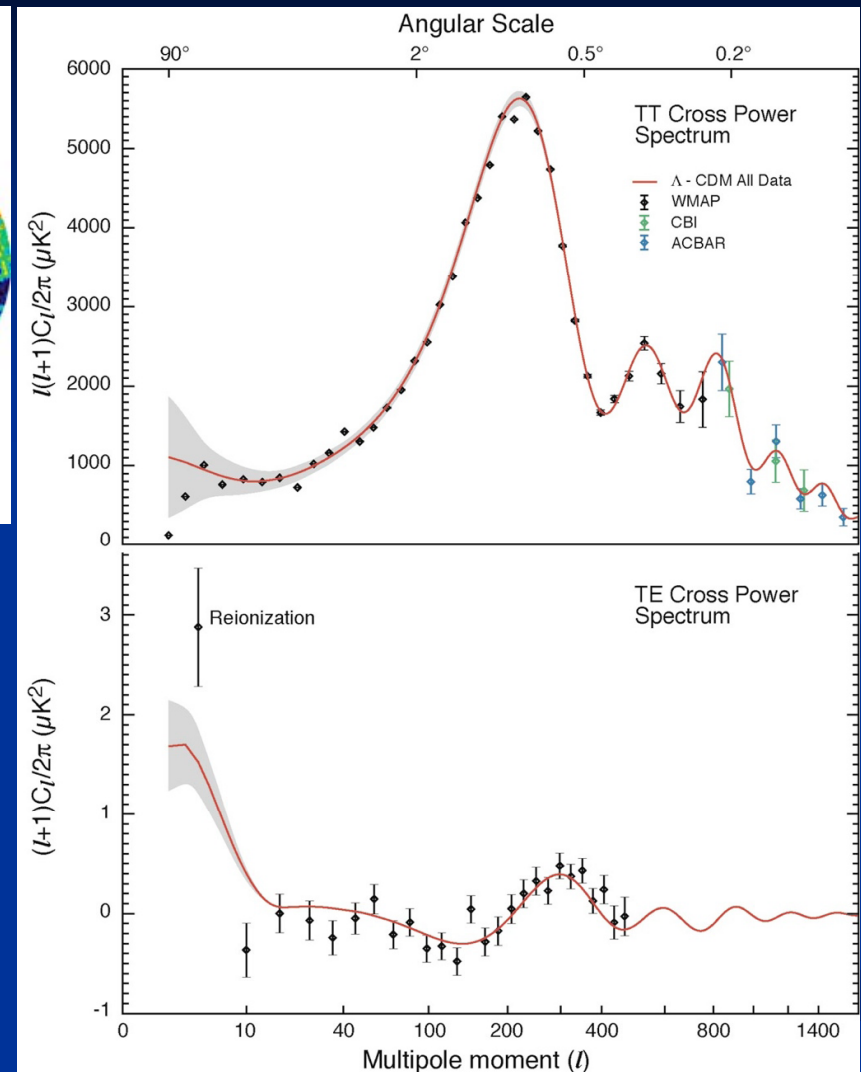 Angular Scale
90° 2° 0.5° 0.2°
6000
5000
4000
3000
2000
1000
0
l(l+1)Cl/2π (µK²)
TT Cross Power
Spectrum
Λ - CDM All Data
WMAP
CBI
ACBAR
3
2
1
0
-1
(l+1)Cl/2π (µK²)
Reionization
TE Cross Power
Spectrum
0 10 40 100 200 400 800 1400
Multipole moment (l)